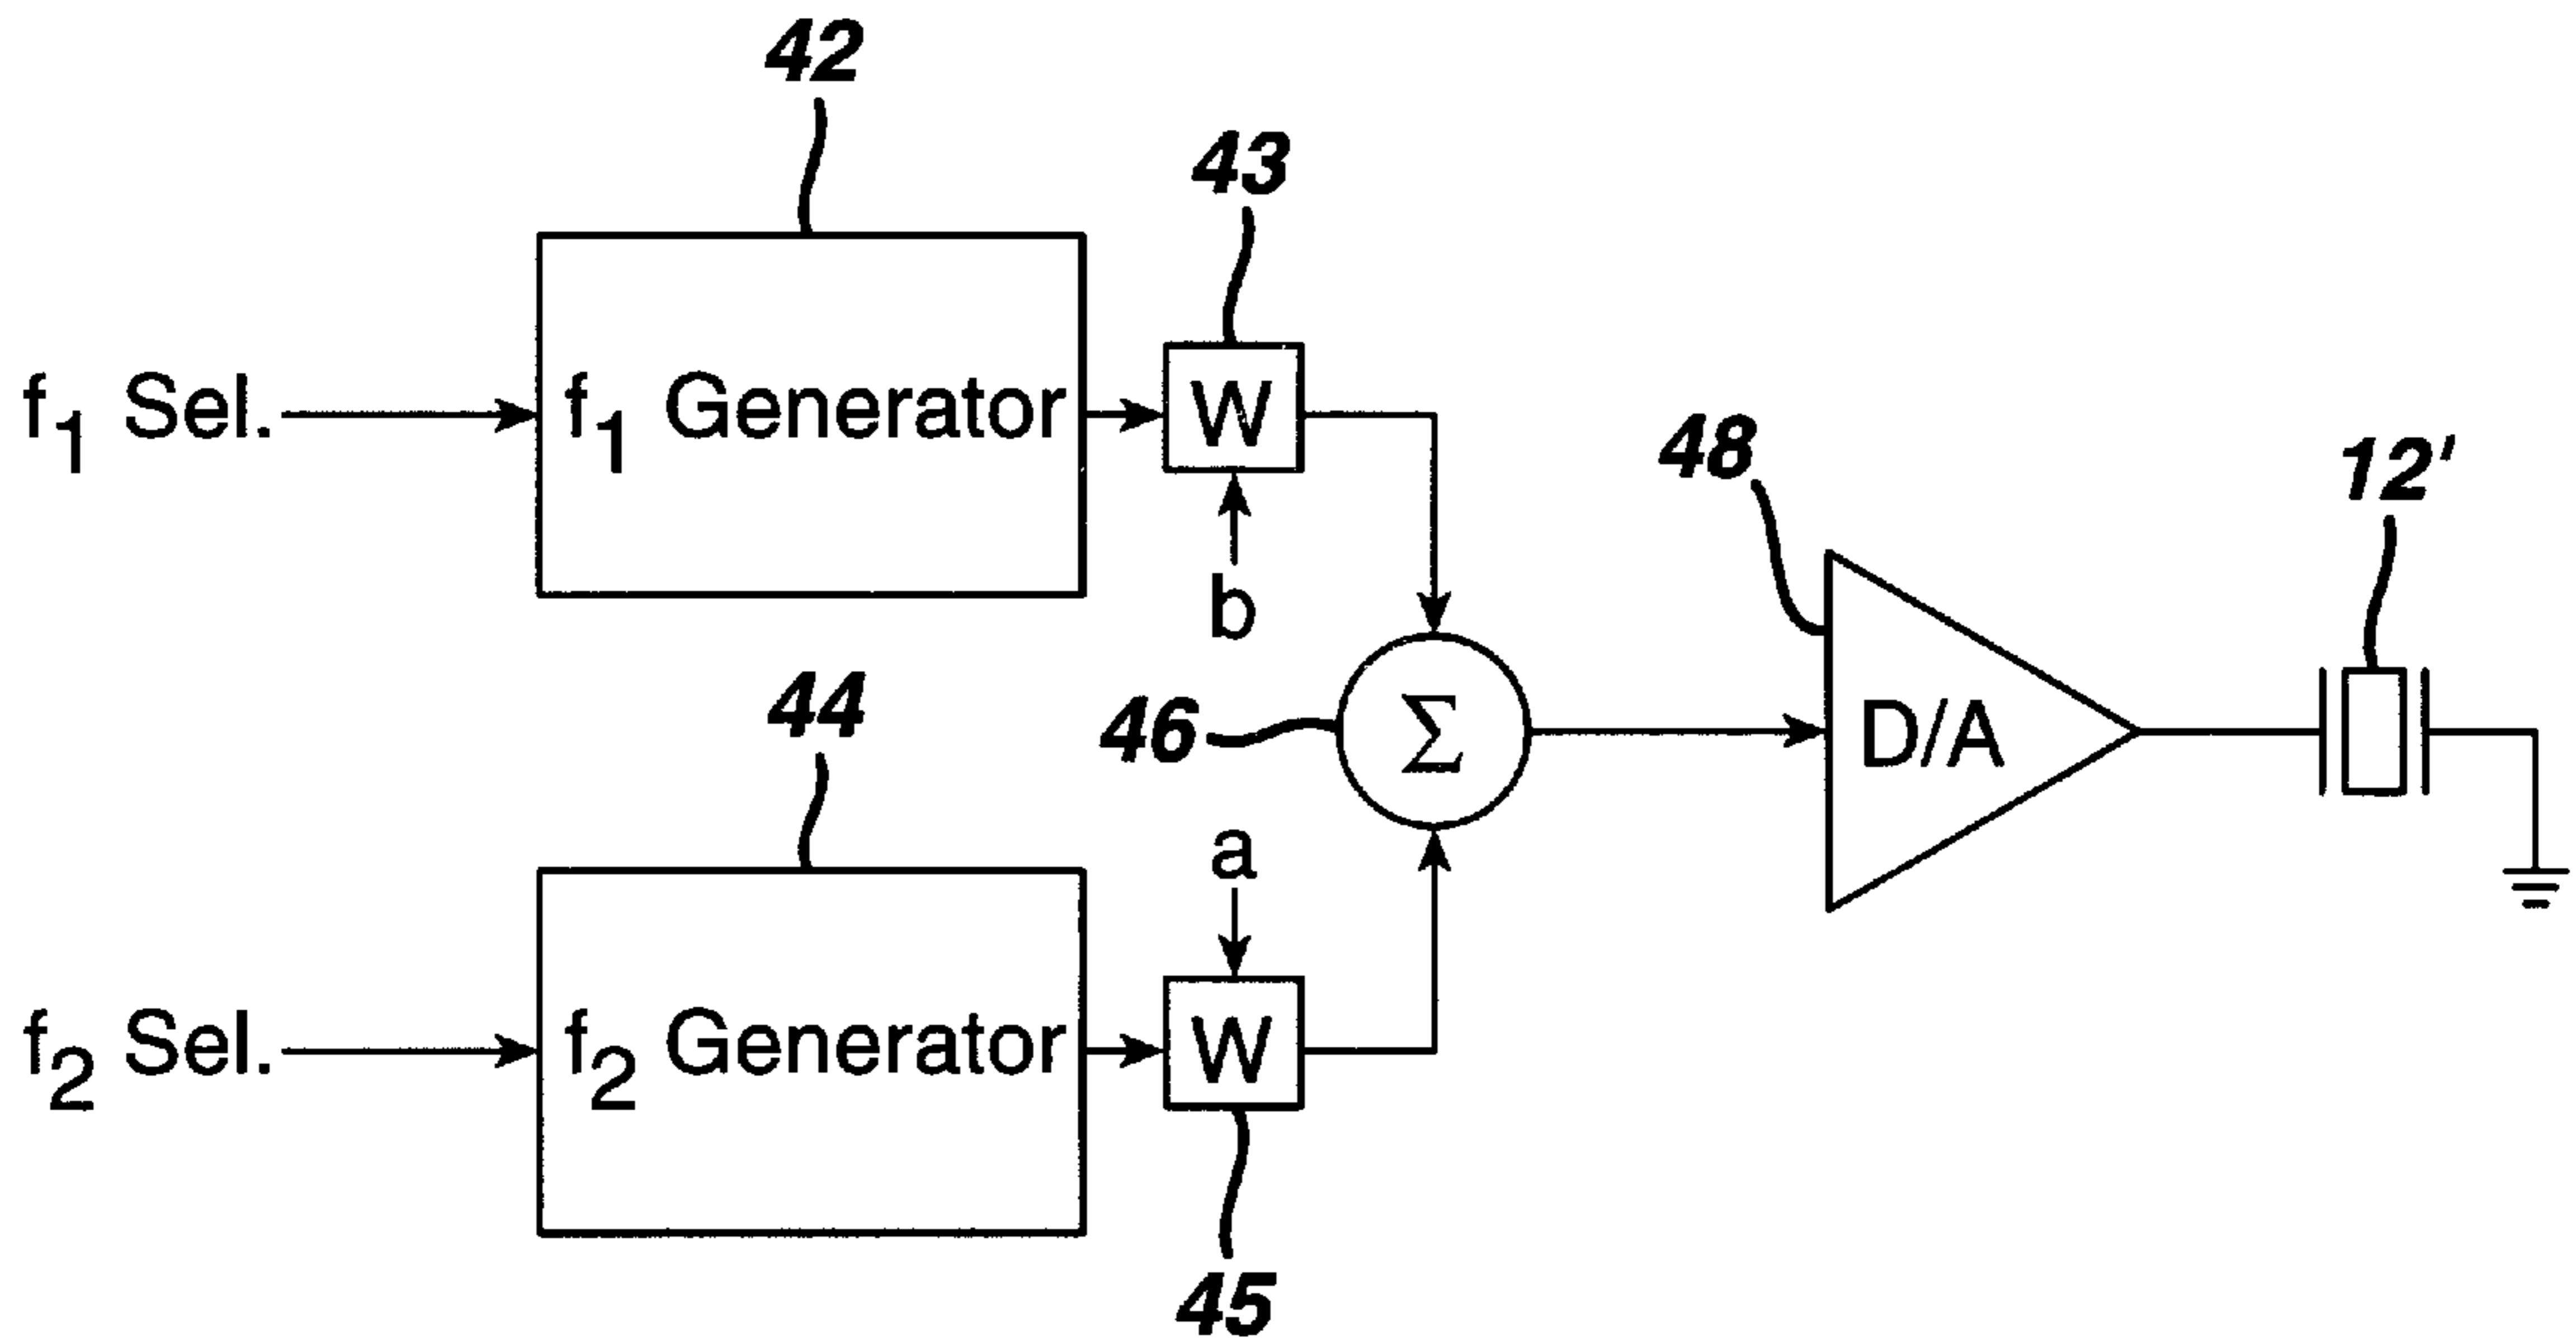 42
43
f1 Sel.
f1 Generator
W
b
48
12'
44
46
Σ
D/A
a
f2 Sel.
f2 Generator
W
45